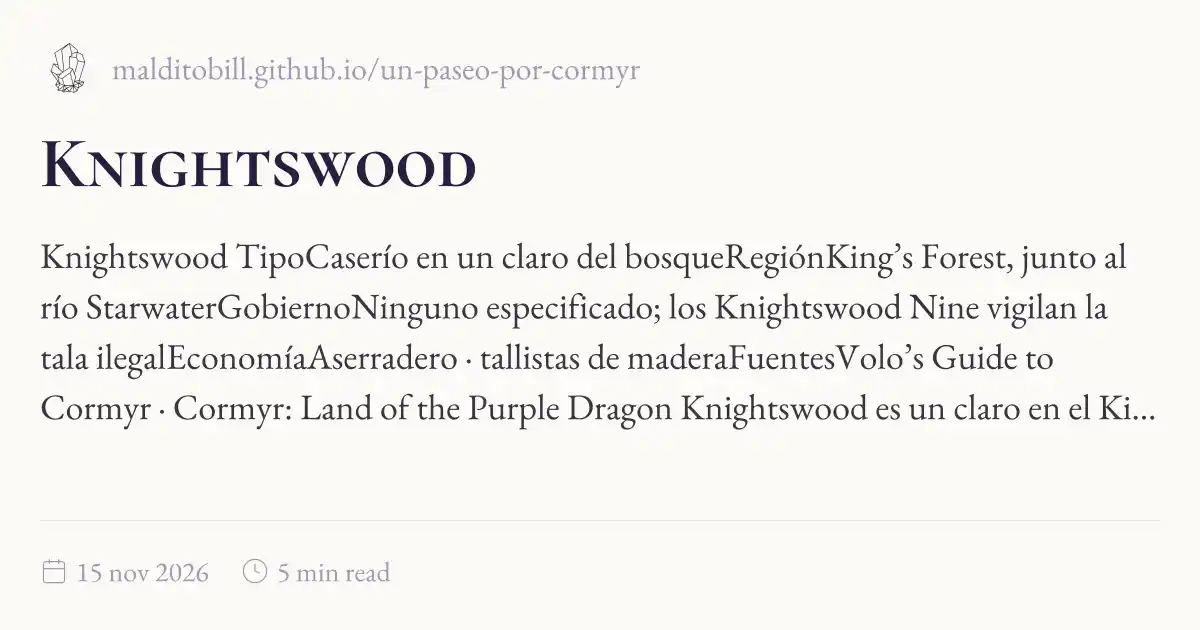 malditobill.github.io/un-paseo-por-cormyr
Knightswood
Knightswood TipoCaserío en un claro del bosqueRegiónKing’s Forest, junto al
río StarwaterGobiernoNinguno especificado; los Knightswood Nine vigilan la
tala ilegalEconomíaAserradero · tallistas de maderaFuentesVolo’s Guide to
Cormyr · Cormyr: Land of the Purple Dragon Knightswood es un claro en el Ki...
15 nov 2026 5 min read